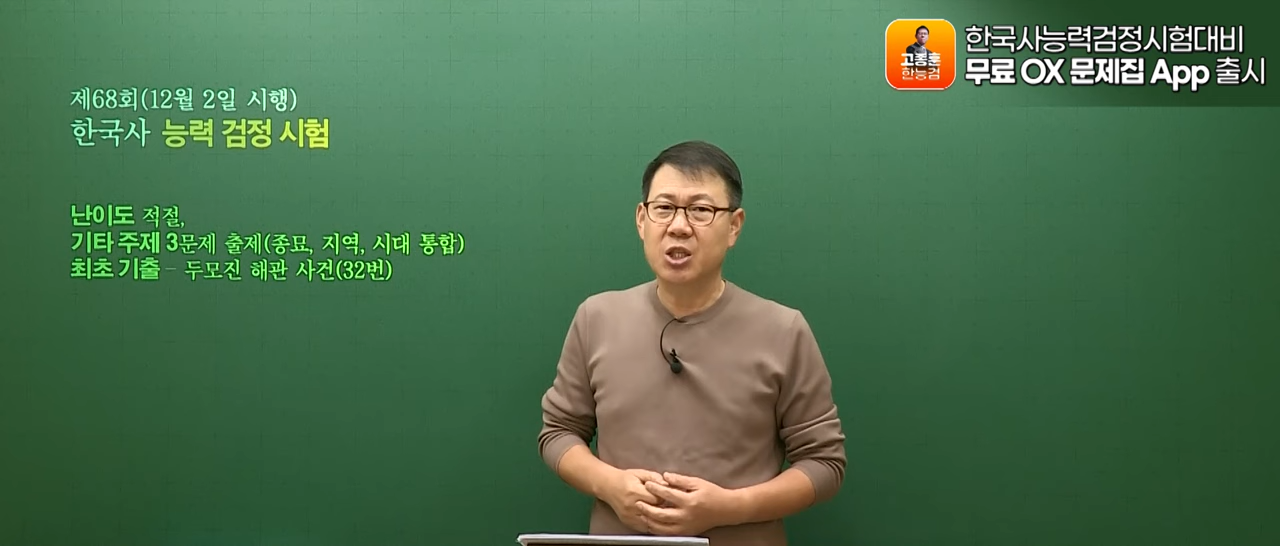 제68회(12월 2일 시행)
한국사 능력 검정 시험
난이도 적절,
기타 주제 3문제 출제(종묘, 지역, 시대 통합)
최초 기출 - 두모진 해관 사건(32번)
고종훈
한능검
한국사능력검정시험대비
무료 OX 문제집 App 출시